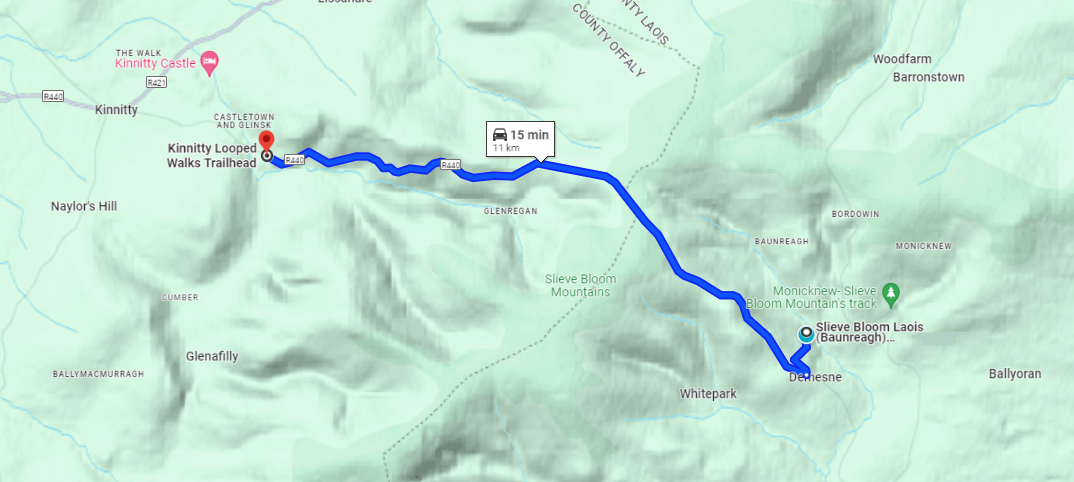 COUNTY LAOIS
COUNTY OFFALY
Woodfarm
Barronstown
THE WALK
Kinnitty Castle
R421
R440
Kinnitty
CASTLETOWN
AND GLINSK
15 min
11 km
Kinnitty Looped
Walks Trailhead
R440
R440
Naylor's Hill
GLENREGAN
BORDOWIN
BAUNREAGH
MONICKNEW
Slieve Bloom
Mountains
Monicknew- Slieve
Bloom Mountain's track
CUMBER
Slieve Bloom Laois
(Baunreagh)...
Glenafilly
BALLYMACMURRAGH
Demesne
Ballyoran
Whitepark